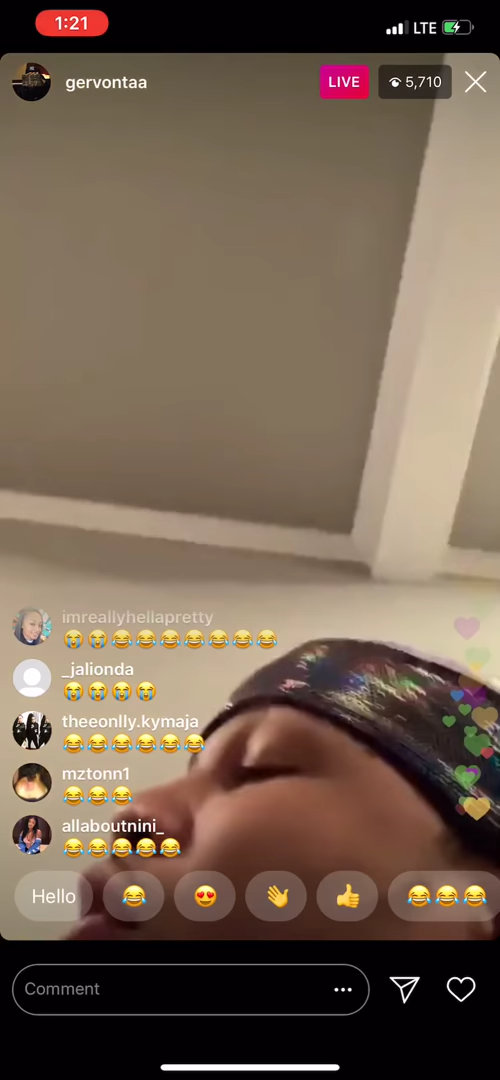 1:21
LTE
gervontaa
LIVE
5,710
imreallyhellapretty
😭😭😂😂😂😂😂😂😂
_jalionda
😭😭😭😭
theeonlly.kymaja
😂😂😂😂😂😂
mztonn1
😂😂😂
allaboutnini_
😂😂😂😂😂
Hello 😂 😍 👋 👍 😂😂😂
Comment